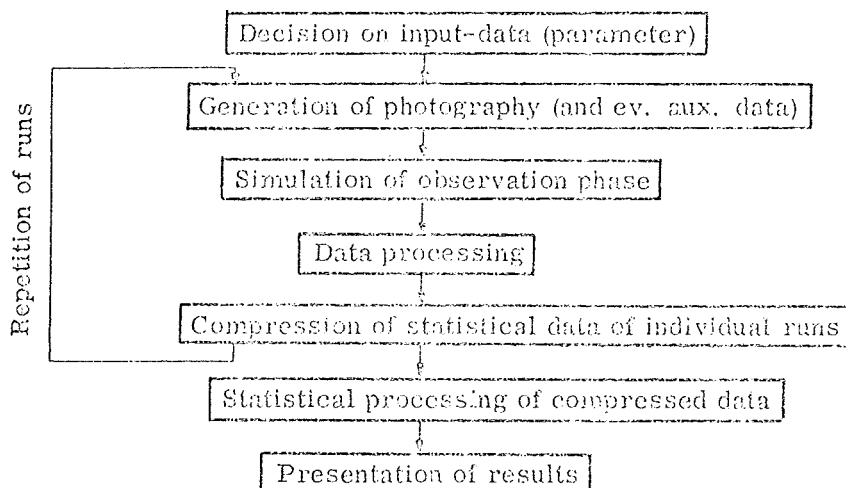 Decision on input-data (parameter)
Repetition of runs
Generation of photography (and ev. aux. data)
Simulation of observation phase
Data processing
Compression of statistical data of individual runs
Statistical processing of compressed data
Presentation of results